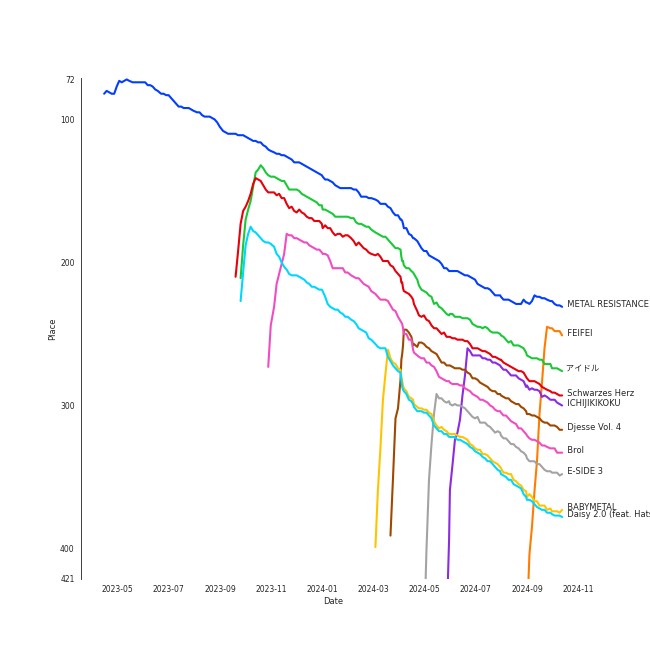 72
100
200
300
400
421
Place
2023-05 2023-07 2023-09 2023-11 2024-01 2024-03 2024-05 2024-07 2024-09 2024-11
Date
METAL RESISTANCE
FEIFEI
アイドル
Schwarzes Herz
ICHIJIKIKOKU
Djesse Vol. 4
Brol
E-SIDE 3
BABYMETAL
Daisy 2.0 (feat. Hats